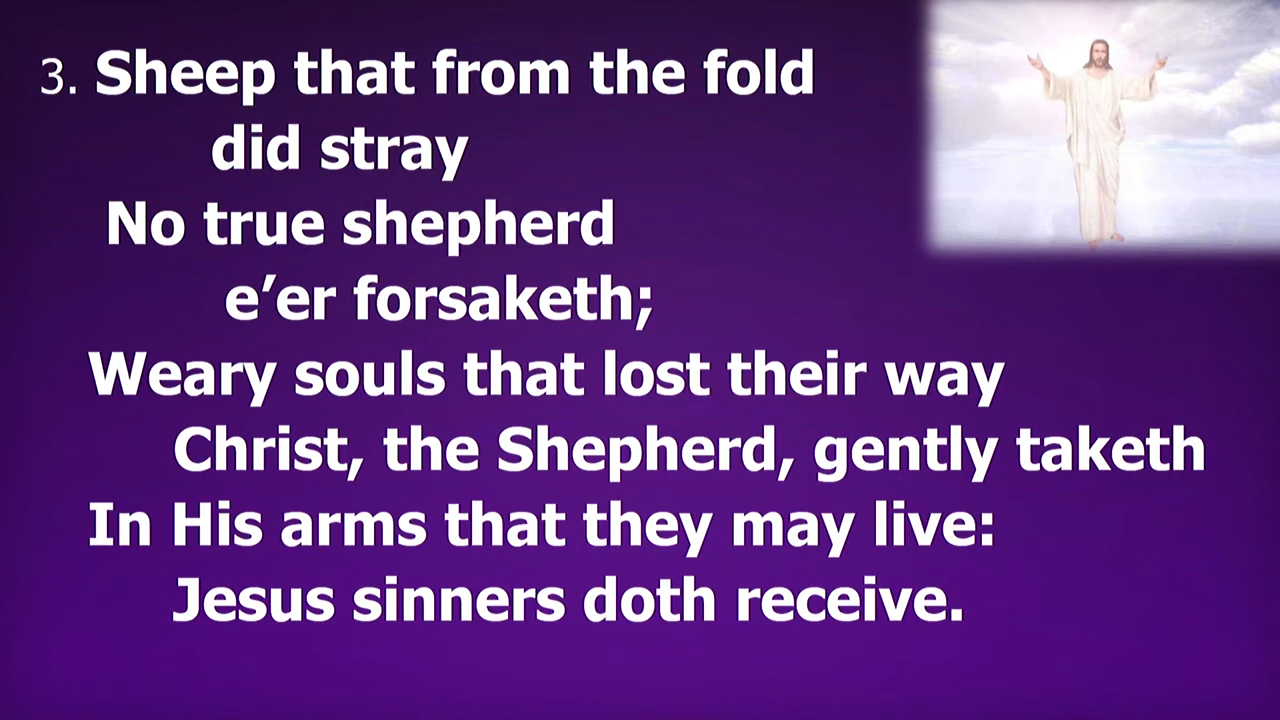 3. Sheep that from the fold
did stray
No true shepherd
e’er forsaketh;
Weary souls that lost their way
Christ, the Shepherd, gently taketh
In His arms that they may live:
Jesus sinners doth receive.